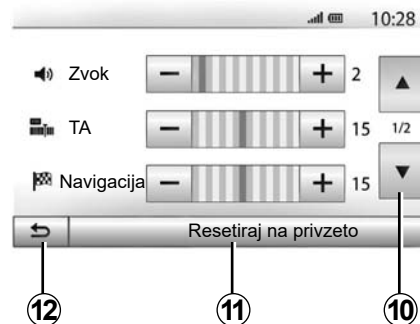 10:28
Zvok − + 2
TA − + 15 1/2
Navigacija − + 15
Resetiraj na privzeto
12 11 10